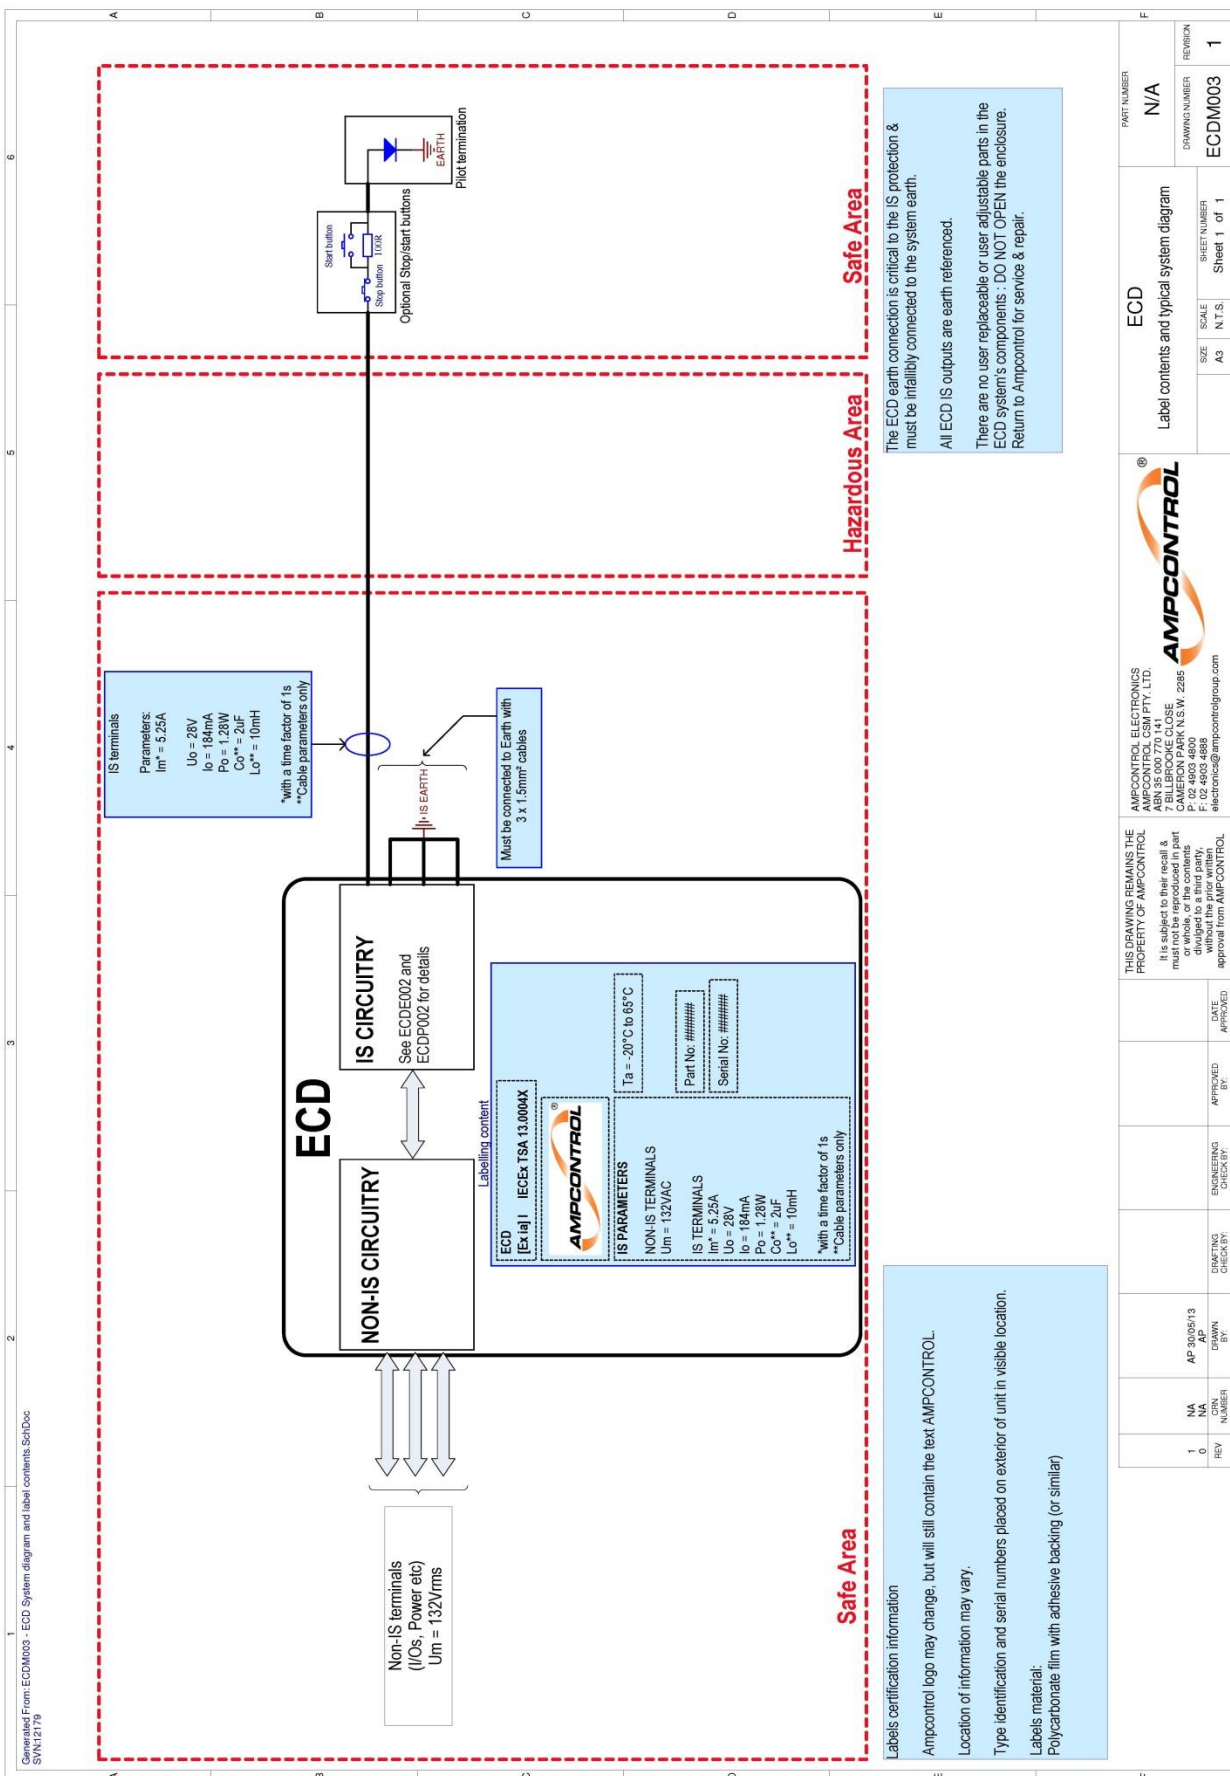 Generated From: ECDM003 - ECD System diagram and label contents.SchDoc
SVN:12179
1
2
3
4
5
6
A
B
C
D
E
F
Non-IS terminals
(I/Os, Power etc)
Um = 132Vrms
ECD
NON-IS CIRCUITRY
IS CIRCUITRY
See ECDE002 and
ECDP002 for details
IS terminals
Parameters:
Im* = 5.25A
Uo = 28V
Io = 184mA
Po = 1.28W
Co** = 2uF
Lo** = 10mH
*with a time factor of 1s
**Cable parameters only
IS EARTH
Must be connected to Earth with
3 x 1.5mm² cables
Start button
Stop button
100R
Optional Stop/start buttons
EARTH
Pilot termination
Labelling content
ECD
[Ex ia] I IECEx TSA 13.0004X
AMPCONTROL®
IS PARAMETERS
NON-IS TERMINALS
Um = 132VAC
IS TERMINALS
Im* = 5.25A
Uo = 28V
Io = 184mA
Po = 1.28W
Co** = 2uF
Lo** = 10mH
*with a time factor of 1s
**Cable parameters only
Ta = -20°C to 65°C
Part No: ########
Serial No: ########
Safe Area
Hazardous Area
Safe Area
Labels certification information
Ampcontrol logo may change, but will still contain the text AMPCONTROL.
Location of information may vary.
Type identification and serial numbers placed on exterior of unit in visible location.
Labels material:
Polycarbonate film with adhesive backing (or similar)
The ECD earth connection is critical to the IS protection &
must be infallibly connected to the system earth.
All ECD IS outputs are earth referenced.
There are no user replaceable or user adjustable parts in the
ECD system's components : DO NOT OPEN the enclosure.
Return to Ampcontrol for service & repair.
1 NA AP 30/05/13
0 NA AP
REV
CRN NUMBER
DRAWN BY:
DRAFTING CHECK BY:
ENGINEERING CHECK BY:
APPROVED BY:
DATE APPROVED
THIS DRAWING REMAINS THE
PROPERTY OF AMPCONTROL
It is subject to their recall &
must not be reproduced in part
or whole, or the contents
divulged to a third party,
without the prior written
approval from AMPCONTROL
AMPCONTROL ELECTRONICS
AMPCONTROL CSM PTY. LTD.
ABN 35 000 770 141
7 BILLBROOKE CLOSE
CAMERON PARK N.S.W. 2285
P: 02 4903 4800
F: 02 4903 4888
electronics@ampcontrolgroup.com
AMPCONTROL®
ECD
Label contents and typical system diagram
SIZE
A3
SCALE
N.T.S.
SHEET NUMBER
Sheet 1 of 1
PART NUMBER
N/A
DRAWING NUMBER
ECDM003
REVISION
1